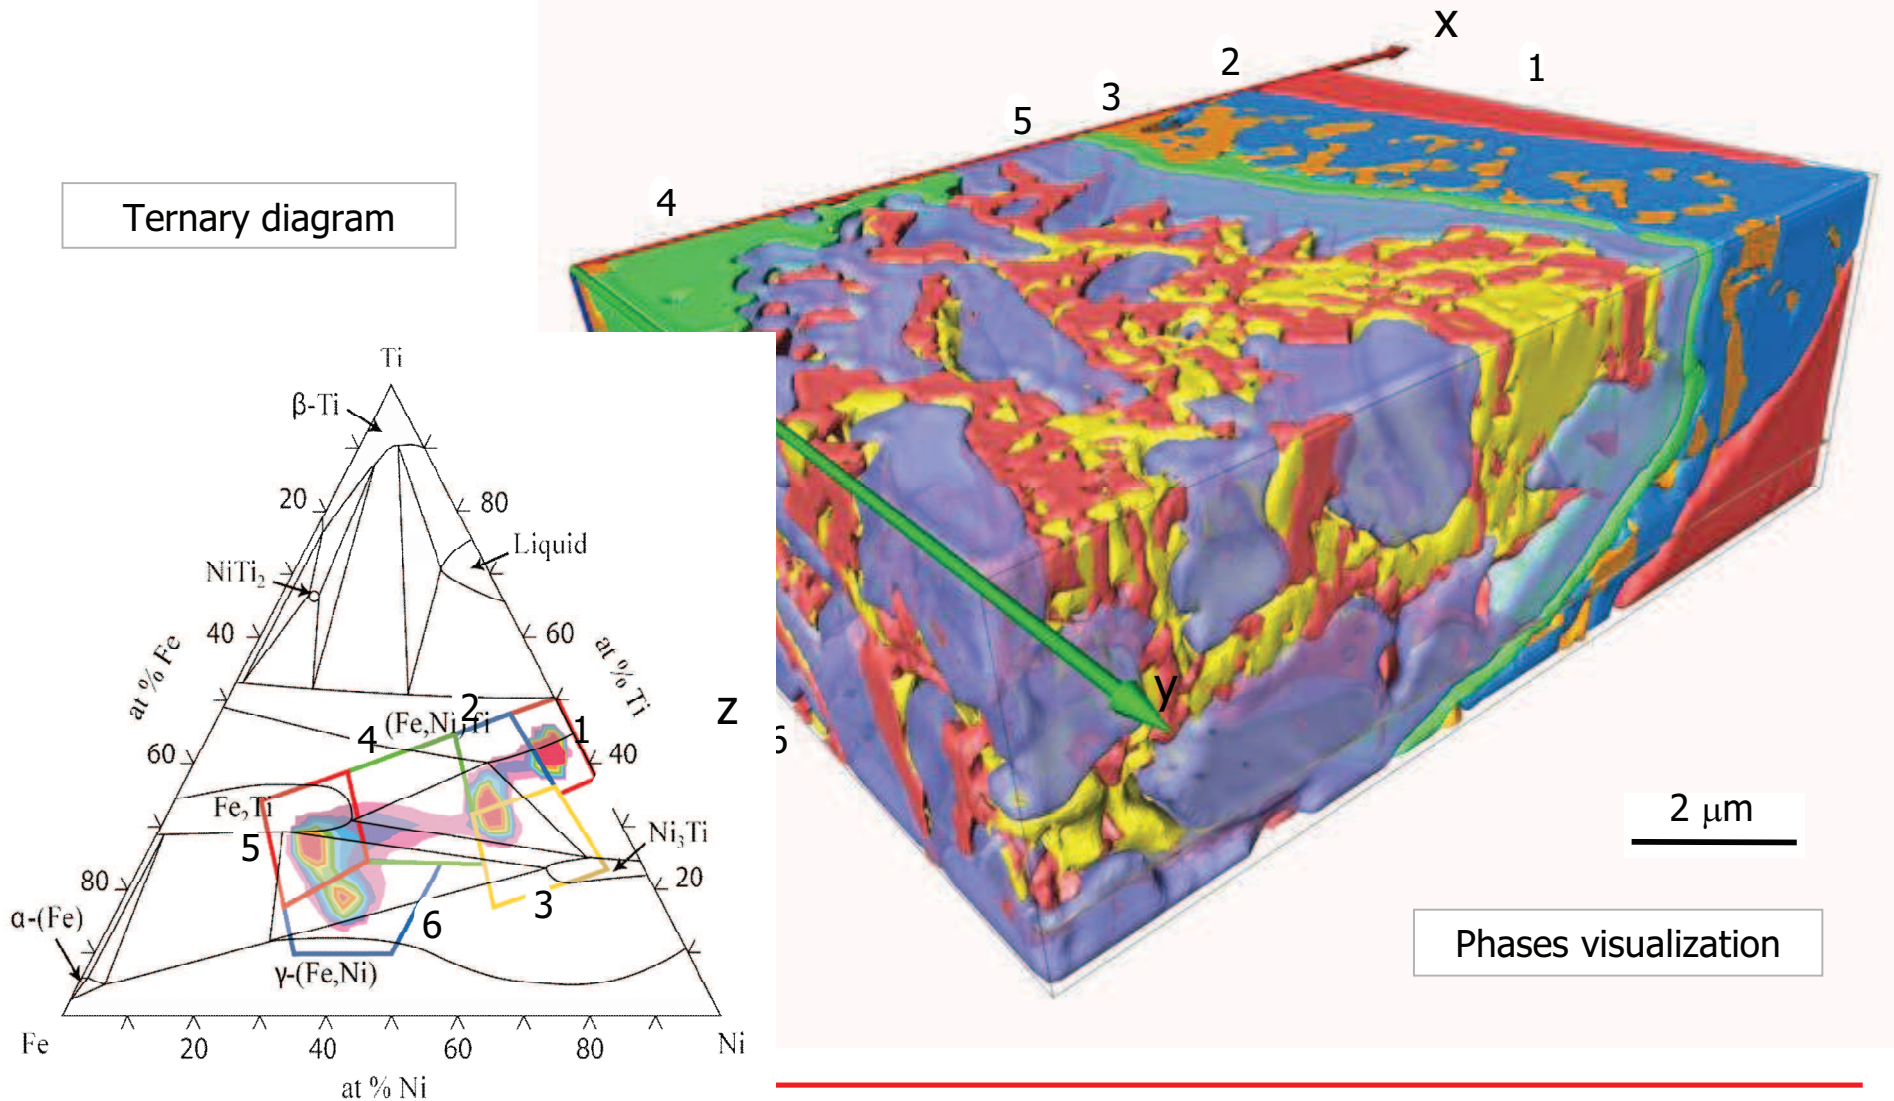 x
1
2
3
5
4
Ternary diagram
Ti
β-Ti
20
80
Liquid
NiTi₂
40
60
at % Fe
at % Ti
2
z
y
(Fe,Ni)Ti
1
4
6
60
40
Fe₂Ti
2 μm
5
Ni₃Ti
80
20
3
α-(Fe)
6
Phases visualization
γ-(Fe,Ni)
Fe
20
40
60
80
Ni
at % Ni